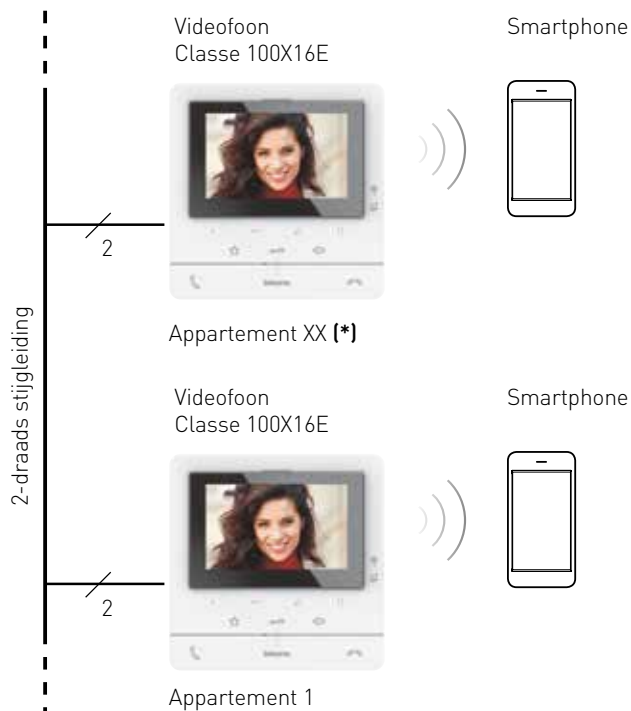 Videofoon
Classe 100X16E
Smartphone
2
Appartement XX (*)
2-draads stijgleiding
Videofoon
Classe 100X16E
Smartphone
2
Appartement 1